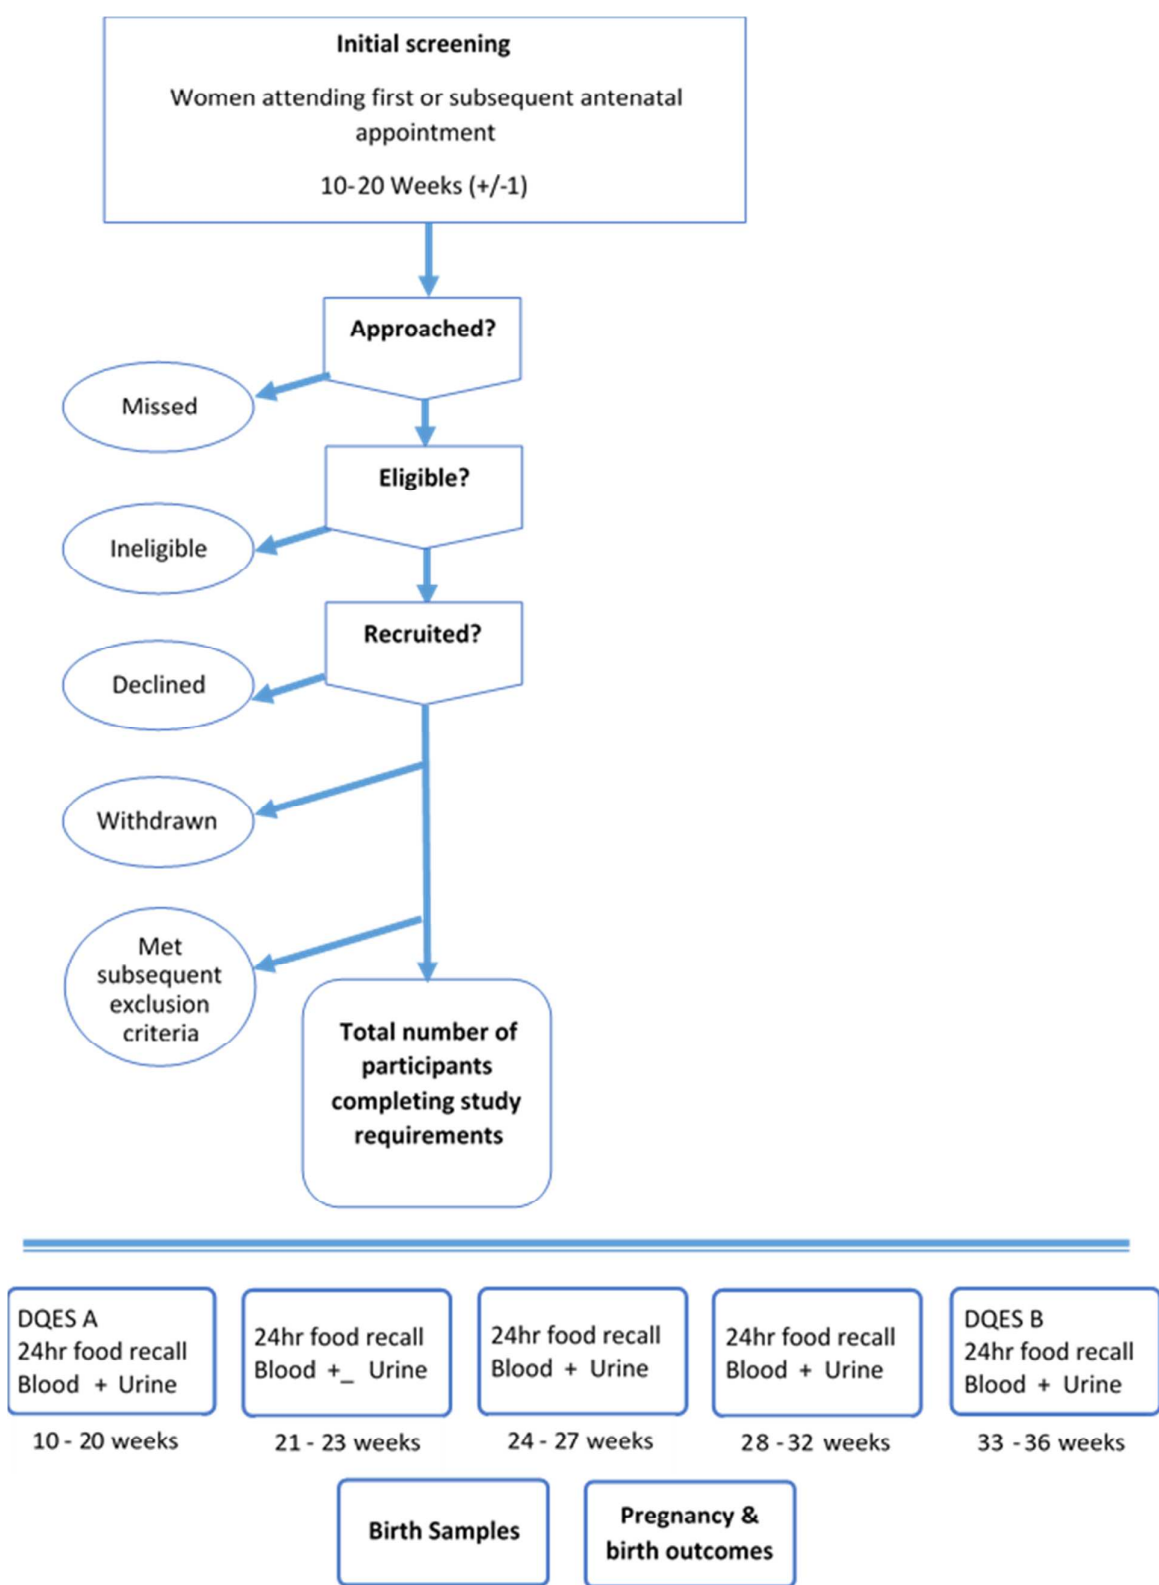 Initial screening
Women attending first or subsequent antenatal
appointment
10-20 Weeks (+/-1)
Approached?
Missed
Eligible?
Ineligible
Recruited?
Declined
Withdrawn
Met
subsequent
exclusion
criteria
Total number of
participants
completing study
requirements
DQES A
24hr food recall
Blood + Urine
10 - 20 weeks
24hr food recall
Blood +_ Urine
21 - 23 weeks
24hr food recall
Blood + Urine
24 - 27 weeks
24hr food recall
Blood + Urine
28 - 32 weeks
DQES B
24hr food recall
Blood + Urine
33 - 36 weeks
Birth Samples
Pregnancy &
birth outcomes